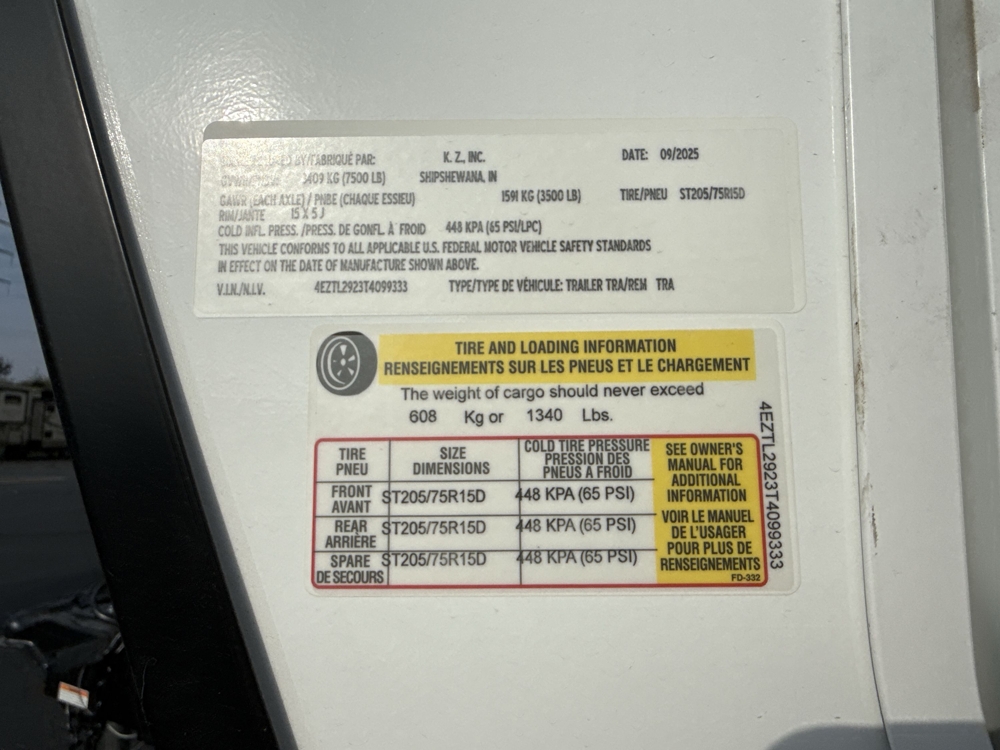 BY/FABRIQUÉ PAR: K. Z., INC. DATE: 09/2025
3409 KG (7500 LB) SHIPSHEWANA, IN
GAWR (EACH AXLE) / PNBE (CHAQUE ESSIEU) 1591 KG (3500 LB) TIRE/PNEU ST205/75R15D
RIM/JANTE 15 X 5 J
COLD INFL. PRESS. /PRESS. DE GONFL. À FROID 448 KPA (65 PSI/LPC)
THIS VEHICLE CONFORMS TO ALL APPLICABLE U.S. FEDERAL MOTOR VEHICLE SAFETY STANDARDS
IN EFFECT ON THE DATE OF MANUFACTURE SHOWN ABOVE.
V.I.N./N.I.V. 4EZTL2923T4099333 TYPE/TYPE DE VÉHICULE: TRAILER TRA/REM TRA
TIRE AND LOADING INFORMATION
RENSEIGNEMENTS SUR LES PNEUS ET LE CHARGEMENT
The weight of cargo should never exceed
608 Kg or 1340 Lbs.
TIRE
PNEU
SIZE
DIMENSIONS
COLD TIRE PRESSURE
PRESSION DES
PNEUS A FROID
FRONT
AVANT
ST205/75R15D
448 KPA (65 PSI)
REAR
ARRIÈRE
ST205/75R15D
448 KPA (65 PSI)
SPARE
DE SECOURS
ST205/75R15D
448 KPA (65 PSI)
SEE OWNER'S
MANUAL FOR
ADDITIONAL
INFORMATION
VOIR LE MANUEL
DE L'USAGER
POUR PLUS DE
RENSEIGNEMENTS
FD-332
4EZTL2923T4099333